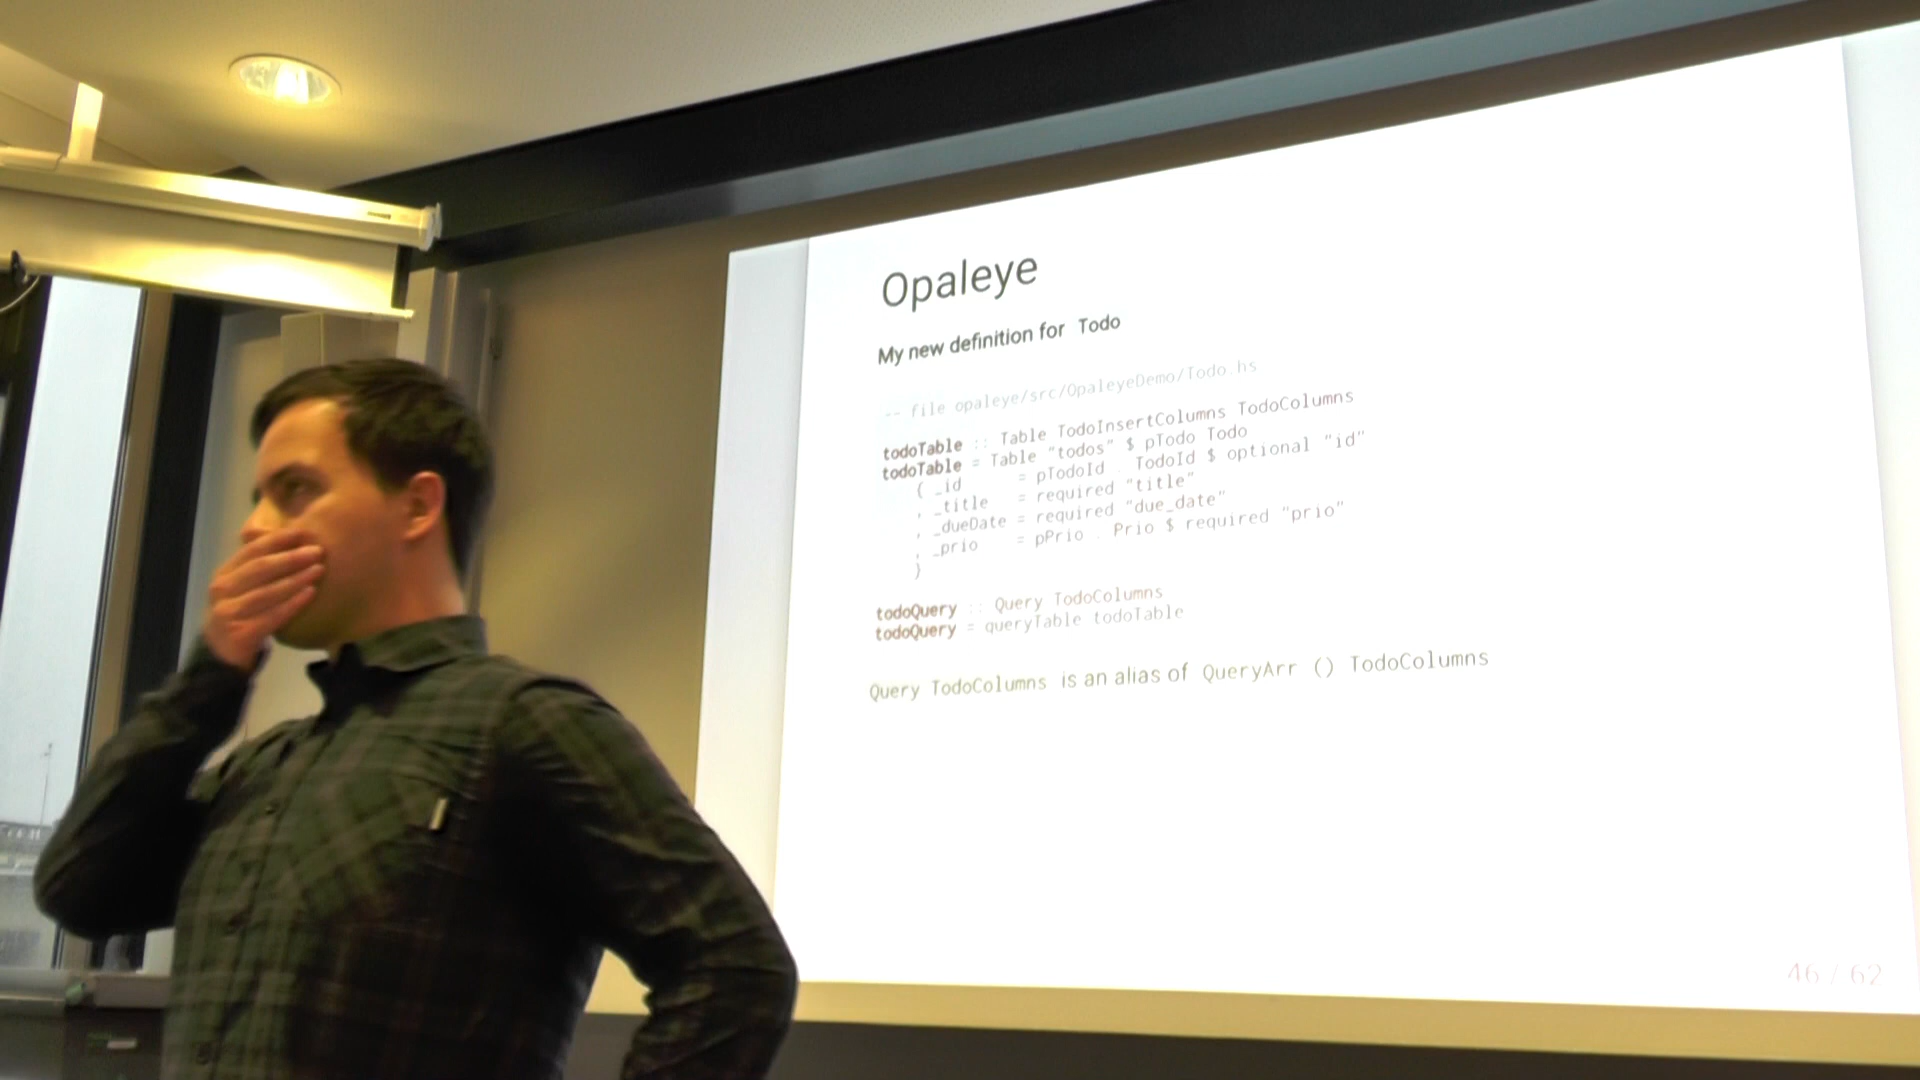 Opaleye
My new definition for Todo
-- file opaleye/src/OpaleyeDemo/Todo.hs
todoTable :: Table TodoInsertColumns TodoColumns
todoTable = Table "todos" $ pTodo Todo
{ _id = pTodoId . TodoId $ optional "id"
, _title = required "title"
, _dueDate = required "due_date"
, _prio = pPrio . Prio $ required "prio"
}
todoQuery :: Query TodoColumns
todoQuery = queryTable todoTable
Query TodoColumns is an alias of QueryArr () TodoColumns
46 / 62